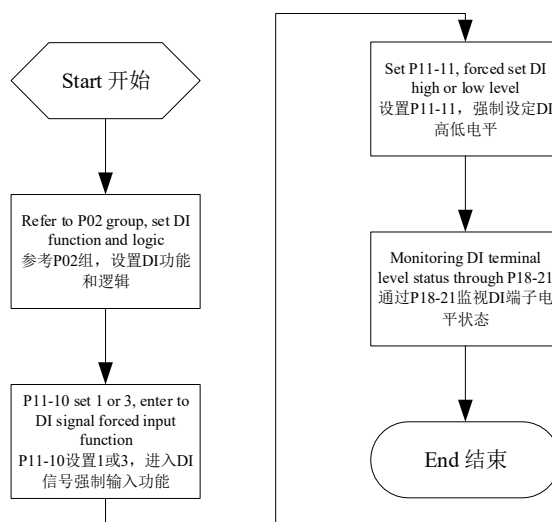 Start 开始
Refer to P02 group, set DI
function and logic
参考P02组，设置DI功能
和逻辑
P11-10 set 1 or 3, enter to
DI signal forced input
function
P11-10设置1或3，进入DI
信号强制输入功能
Set P11-11, forced set DI
high or low level
设置P11-11，强制设定DI
高低电平
Monitoring DI terminal
level status through P18-21
通过P18-21监视DI端子电
平状态
End 结束